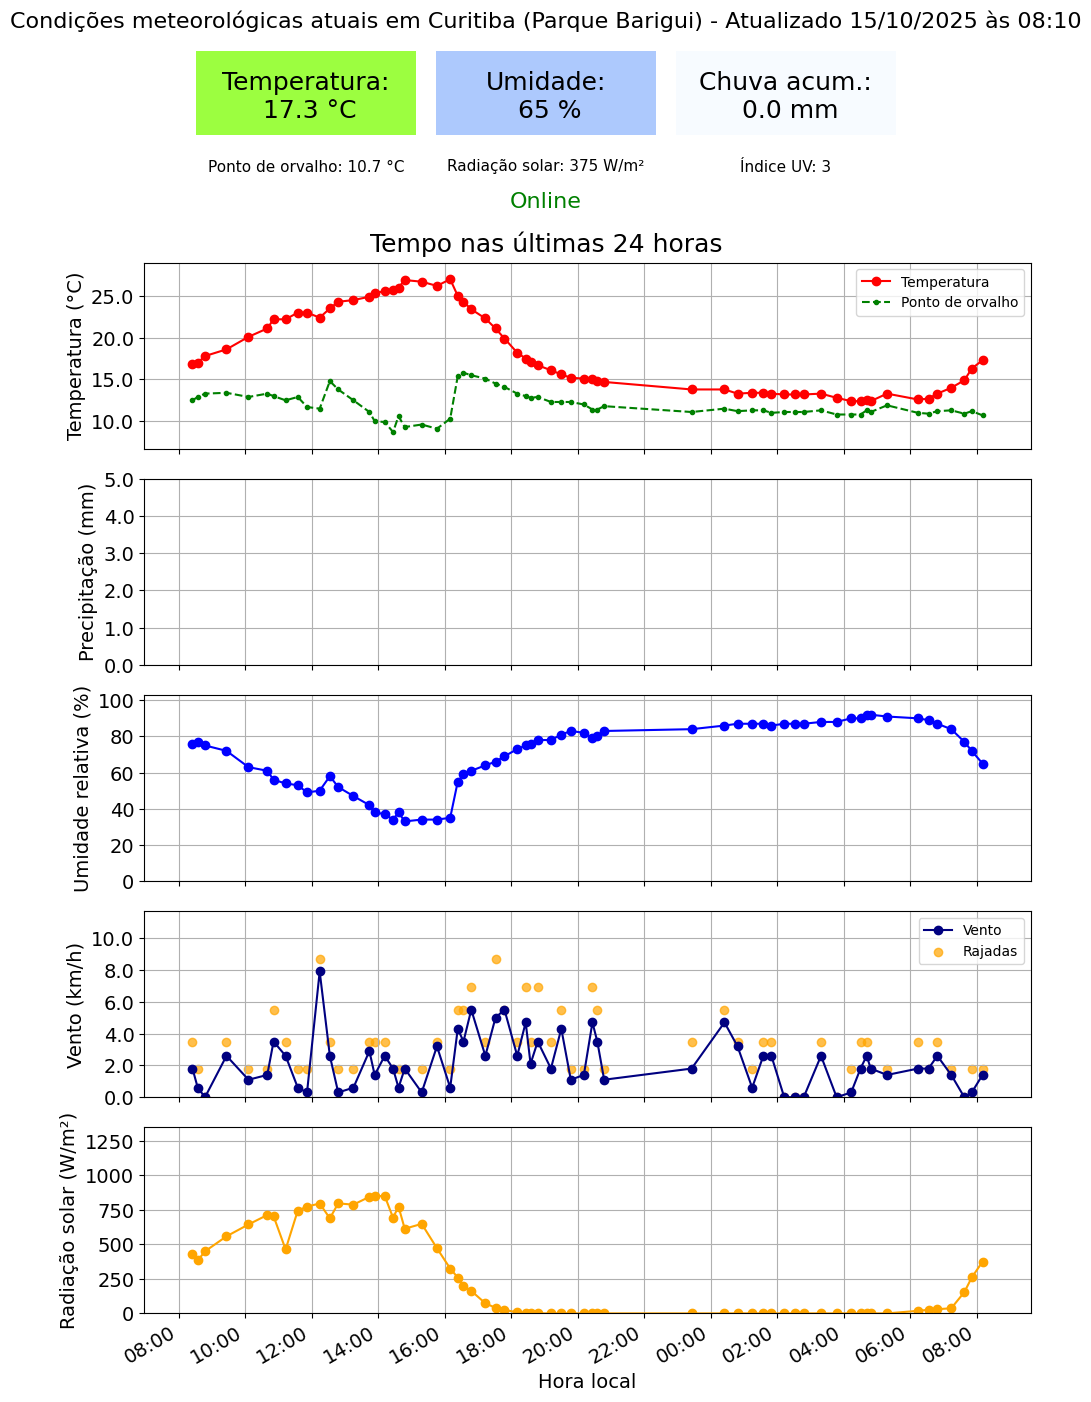 Condições meteorológicas atuais em Curitiba (Parque Barigui) - Atualizado 15/10/2025 às 08:10
Temperatura:
17.3 °C
Umidade:
65 %
Chuva acum.:
0.0 mm
Ponto de orvalho: 10.7 °C
Radiação solar: 375 W/m²
Índice UV: 3
Online
Tempo nas últimas 24 horas
Temperatura (°C)
25.0
20.0
15.0
10.0
Temperatura
Ponto de orvalho
Precipitação (mm)
5.0
4.0
3.0
2.0
1.0
0.0
Umidade relativa (%)
100
80
60
40
20
0
Vento (km/h)
10.0
8.0
6.0
4.0
2.0
0.0
Vento
Rajadas
Radiação solar (W/m²)
1250
1000
750
500
250
0
08:00
10:00
12:00
14:00
16:00
18:00
20:00
22:00
00:00
02:00
04:00
06:00
08:00
Hora local